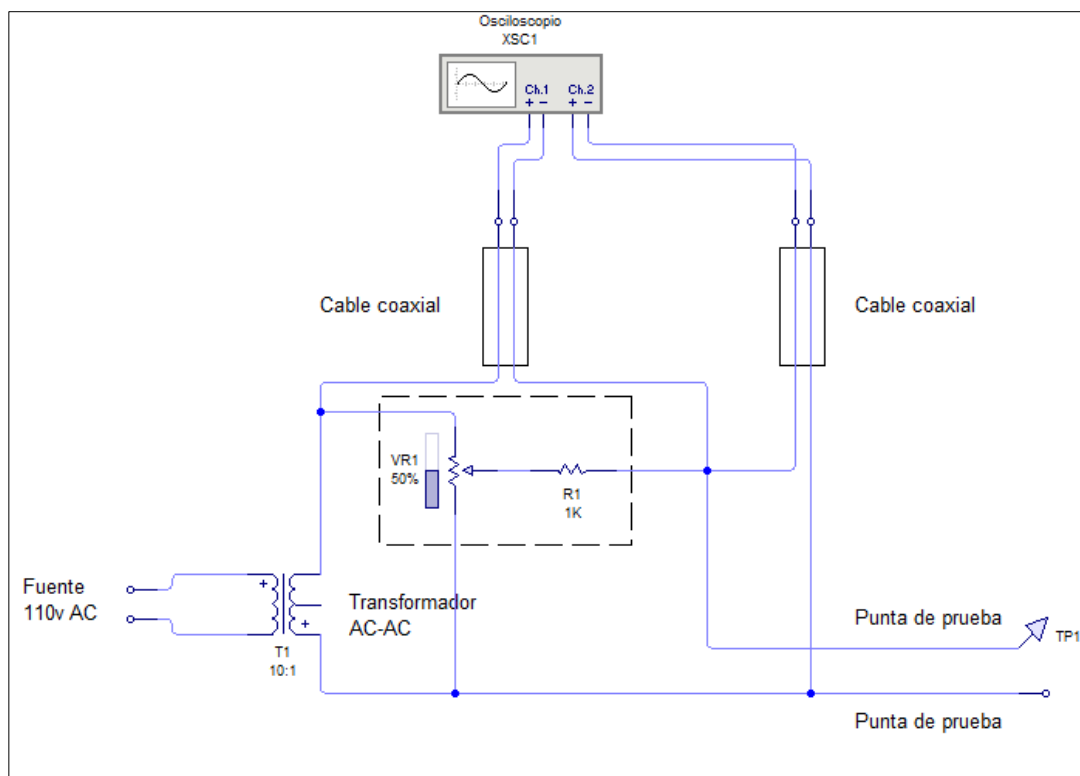 Osciloscopio
XSC1
Ch.1 Ch.2
+ − + −
Cable coaxial
Cable coaxial
VR1
50%
R1
1K
Fuente
110v AC
+
+
T1
10:1
Transformador
AC-AC
Punta de prueba
TP1
Punta de prueba